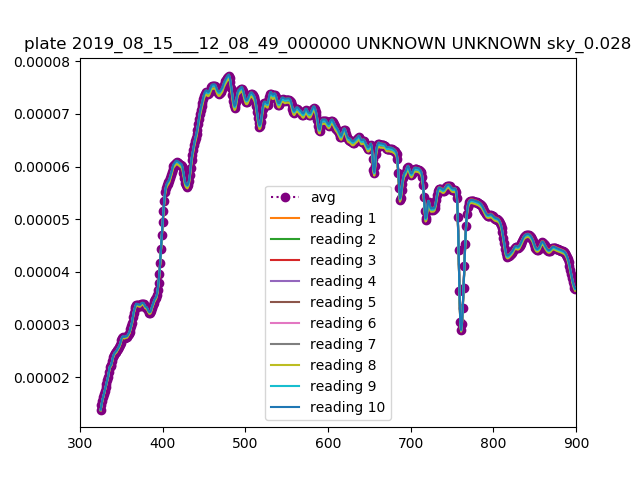 plate 2019_08_15___12_08_49_000000 UNKNOWN UNKNOWN sky_0.028
0.00008
0.00007
0.00006
0.00005
0.00004
0.00003
0.00002
avg
reading 1
reading 2
reading 3
reading 4
reading 5
reading 6
reading 7
reading 8
reading 9
reading 10
300 400 500 600 700 800 900